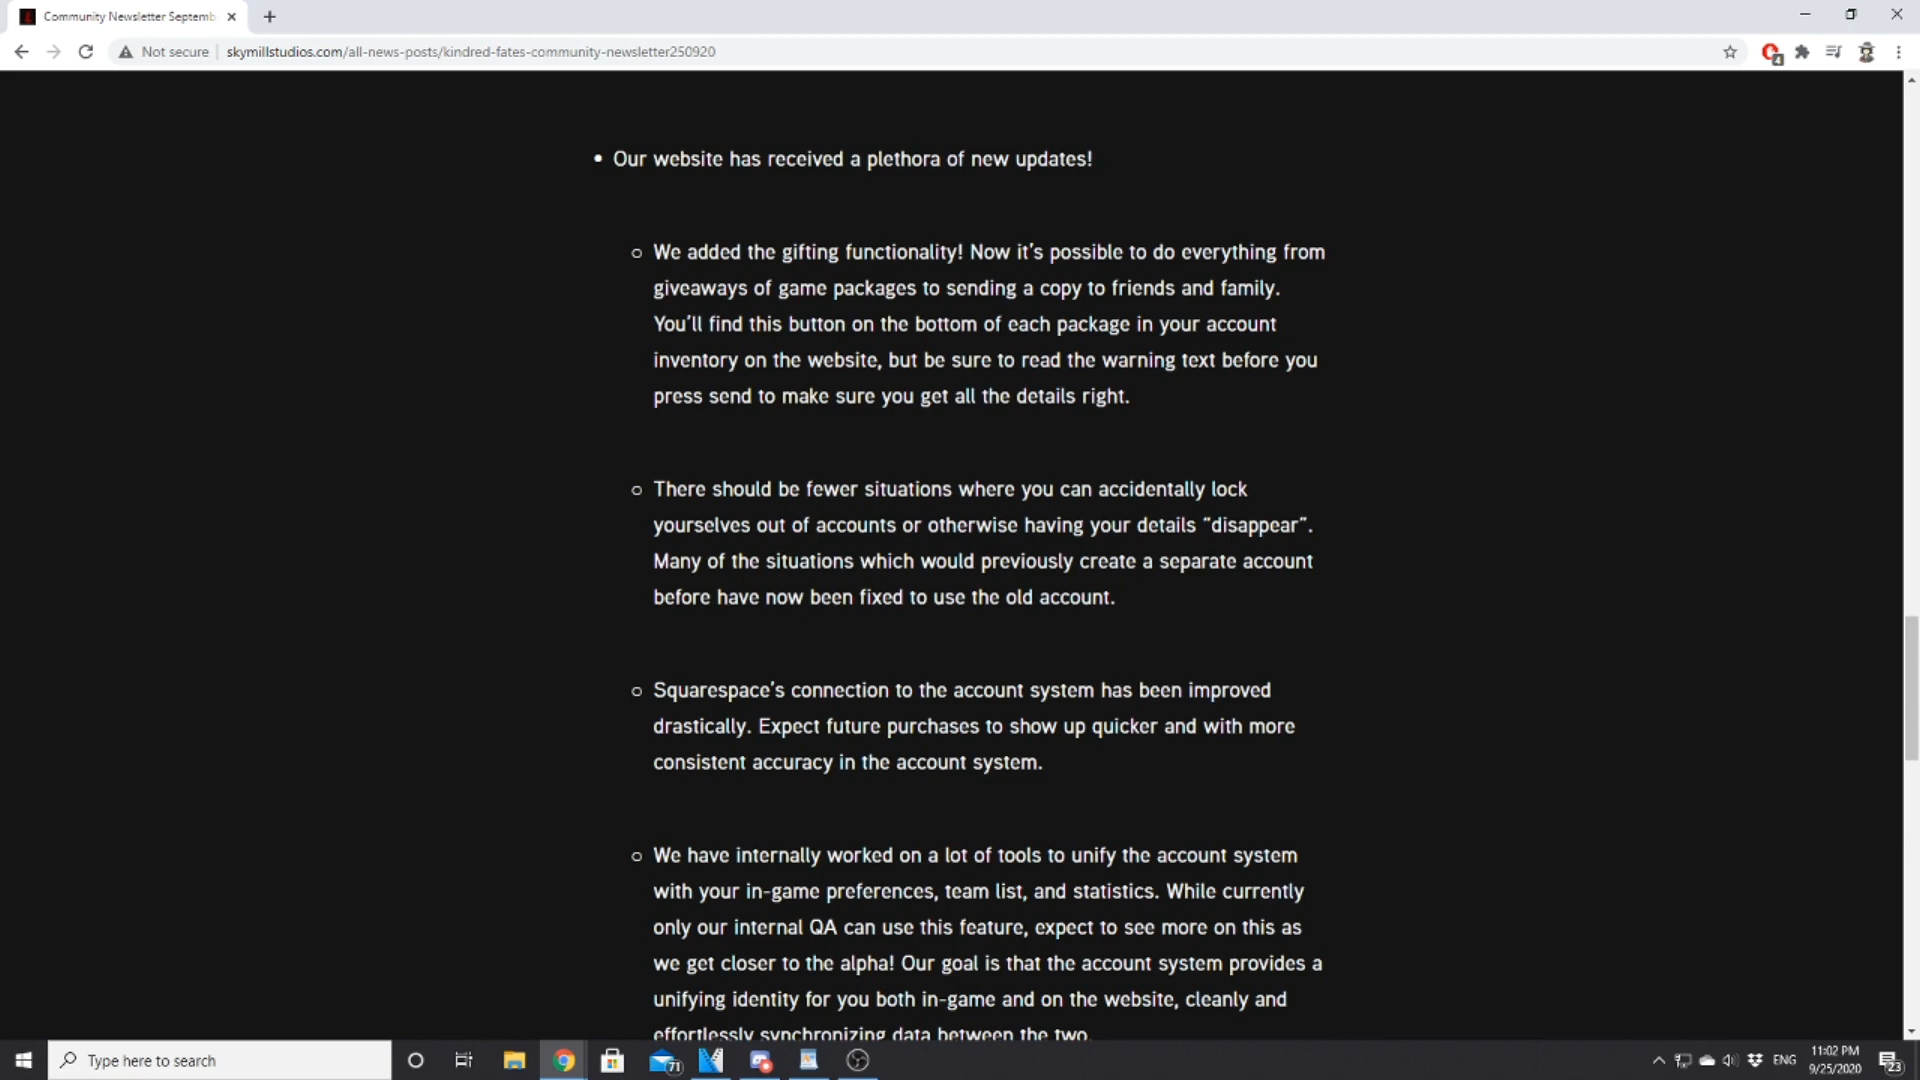 Community Newsletter Septemb
Not secure
skymillstudios.com/all-news-posts/kindred-fates-community-newsletter250920
4
• Our website has received a plethora of new updates!
○ We added the gifting functionality! Now it's possible to do everything from
giveaways of game packages to sending a copy to friends and family.
You'll find this button on the bottom of each package in your account
inventory on the website, but be sure to read the warning text before you
press send to make sure you get all the details right.
○ There should be fewer situations where you can accidentally lock
yourselves out of accounts or otherwise having your details “disappear”.
Many of the situations which would previously create a separate account
before have now been fixed to use the old account.
○ Squarespace's connection to the account system has been improved
drastically. Expect future purchases to show up quicker and with more
consistent accuracy in the account system.
○ We have internally worked on a lot of tools to unify the account system
with your in-game preferences, team list, and statistics. While currently
only our internal QA can use this feature, expect to see more on this as
we get closer to the alpha! Our goal is that the account system provides a
unifying identity for you both in-game and on the website, cleanly and
effortlessly synchronizing data between the two.
Type here to search
71
ENG
11:02 PM
9/25/2020
23